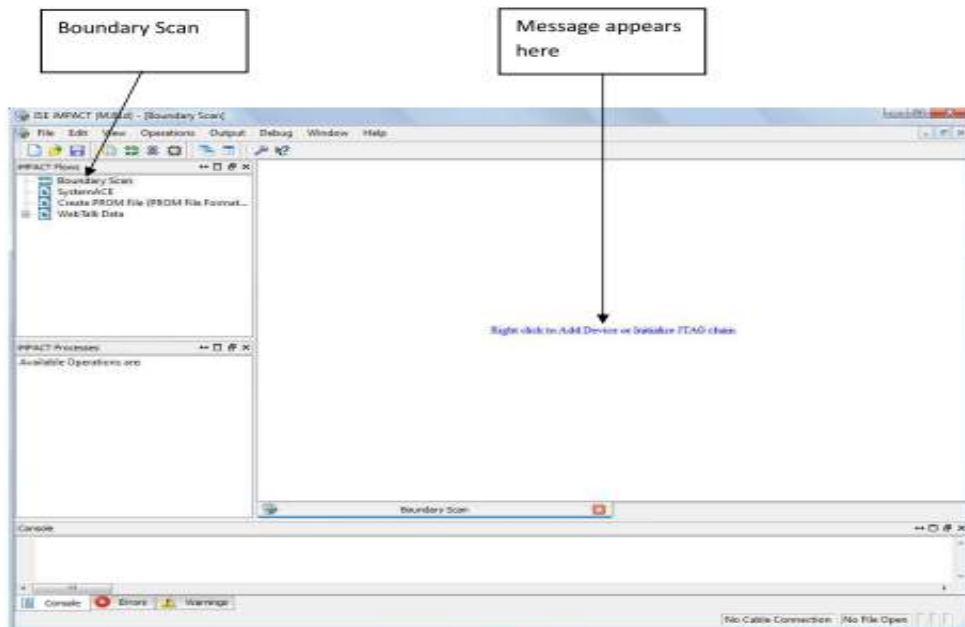 Boundary Scan
Message appears
here
ISE iMPACT - [Boundary Scan]
File Edit View Operations Output Debug Window Help
iMPACT Flows
Boundary Scan
SystemACE
Create PROM File (PROM File Format...
WebTalk Data
Right click to Add Device or Initialize JTAG chain
iMPACT Processes
Available Operations are:
Boundary Scan
Console
Console Errors Warnings
No Cable Connection No File Open